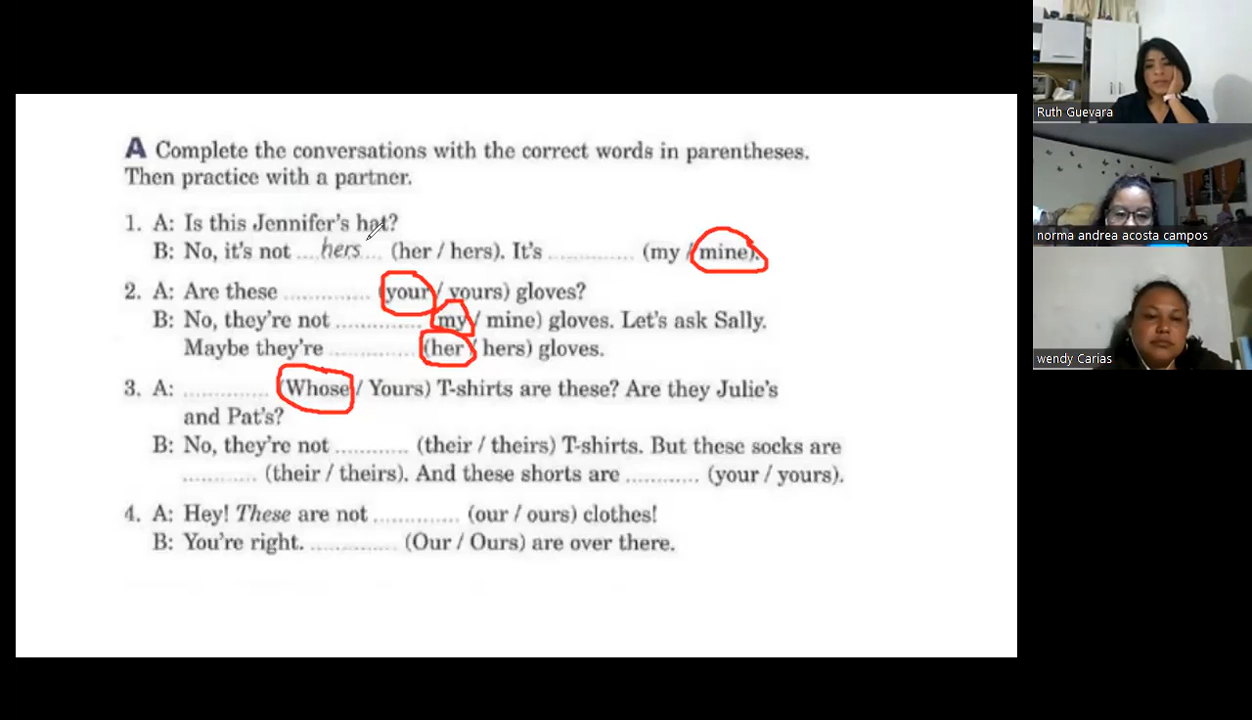 A Complete the conversations with the correct words in parentheses.
Then practice with a partner.
1. A: Is this Jennifer's hat?
B: No, it's not ...hers... (her / hers). It's .............. (my / mine).
2. A: Are these .............. (your / yours) gloves?
B: No, they're not .............. (my / mine) gloves. Let's ask Sally.
Maybe they're .............. (her / hers) gloves.
3. A: .............. (Whose / Yours) T-shirts are these? Are they Julie's
and Pat's?
B: No, they're not ............ (their / theirs) T-shirts. But these socks are
............ (their / theirs). And these shorts are ............ (your / yours).
4. A: Hey! These are not .............. (our / ours) clothes!
B: You're right. .............. (Our / Ours) are over there.
Ruth Guevara
norma andrea acosta campos
wendy Carias